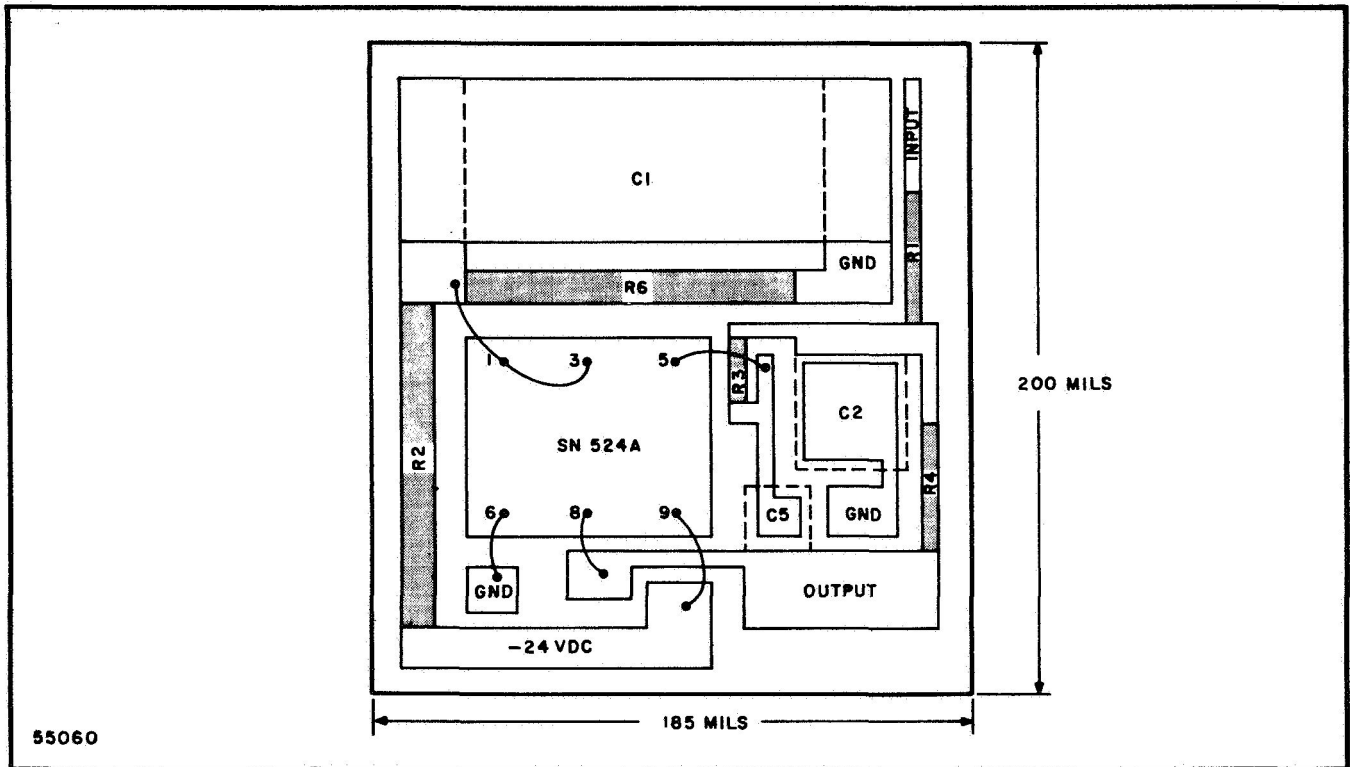 INPUT
C1
GND
R1
R6
1 3 5
R3
C2
200 MILS
SN 524A
R2
R4
6 8 9
C5
GND
GND
OUTPUT
−24 VDC
185 MILS
55060